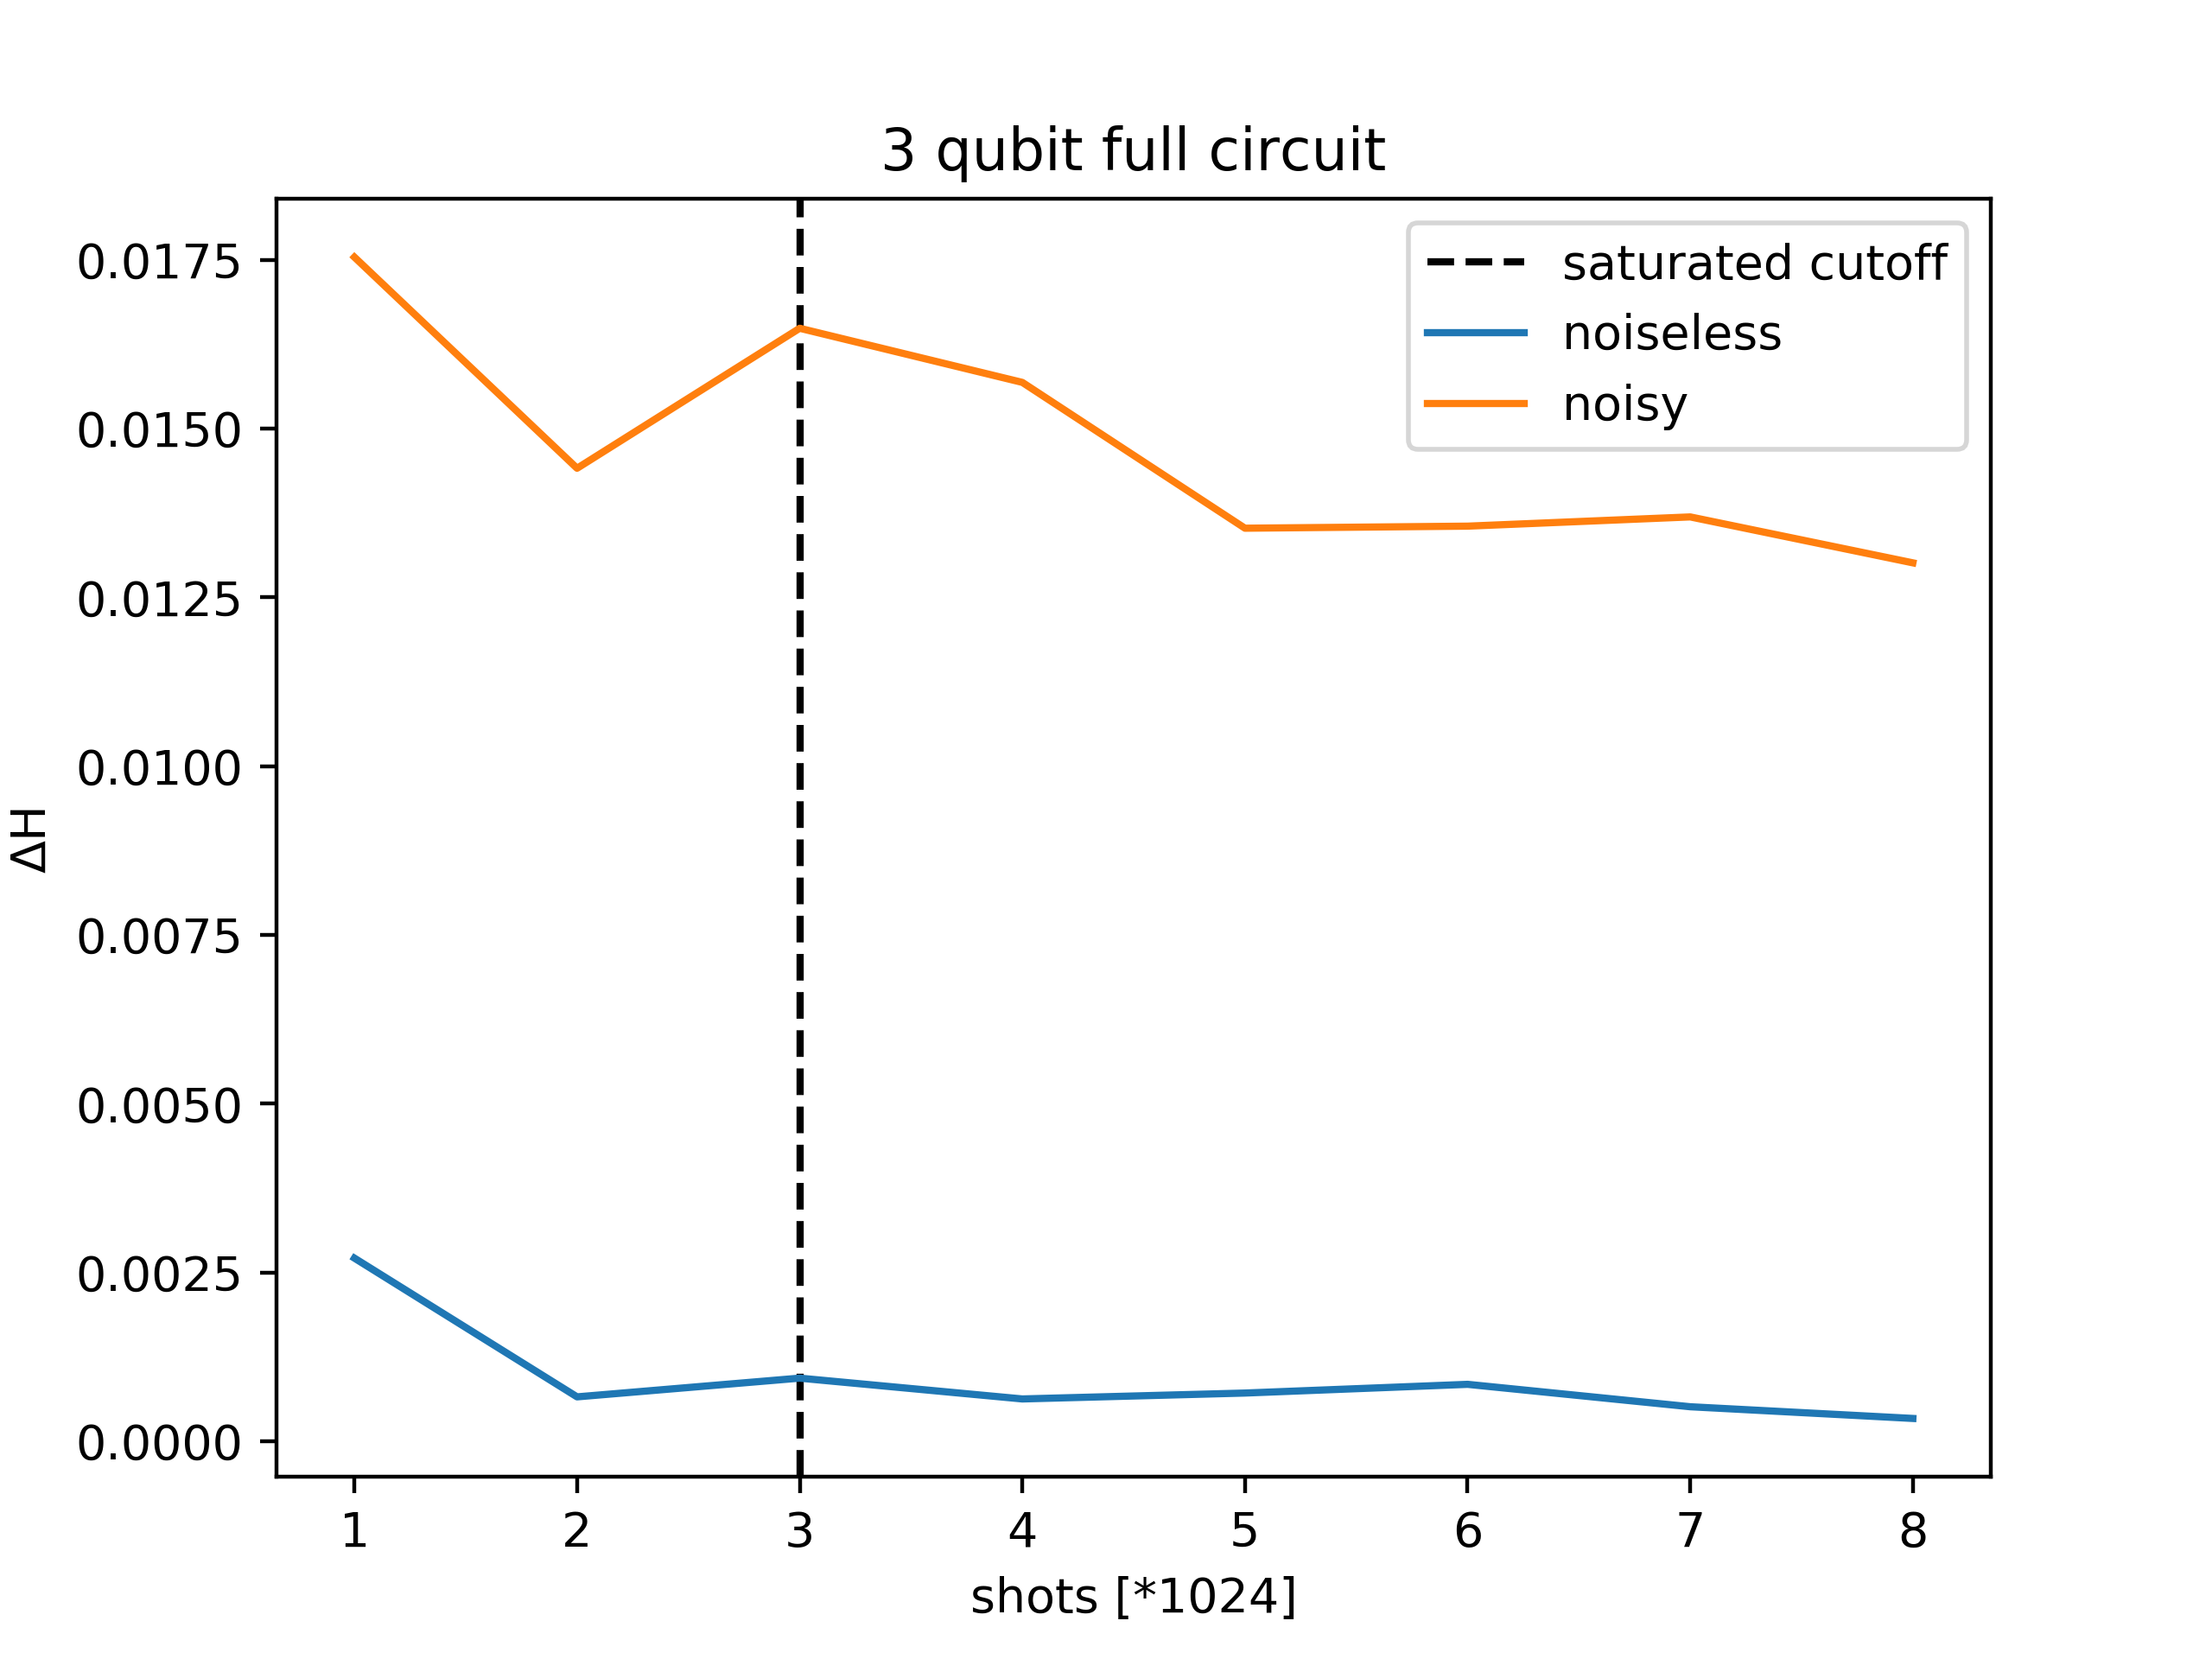 3 qubit full circuit
saturated cutoff
noiseless
noisy
0.0175
0.0150
0.0125
0.0100
0.0075
0.0050
0.0025
0.0000
ΔH
1 2 3 4 5 6 7 8
shots [*1024]